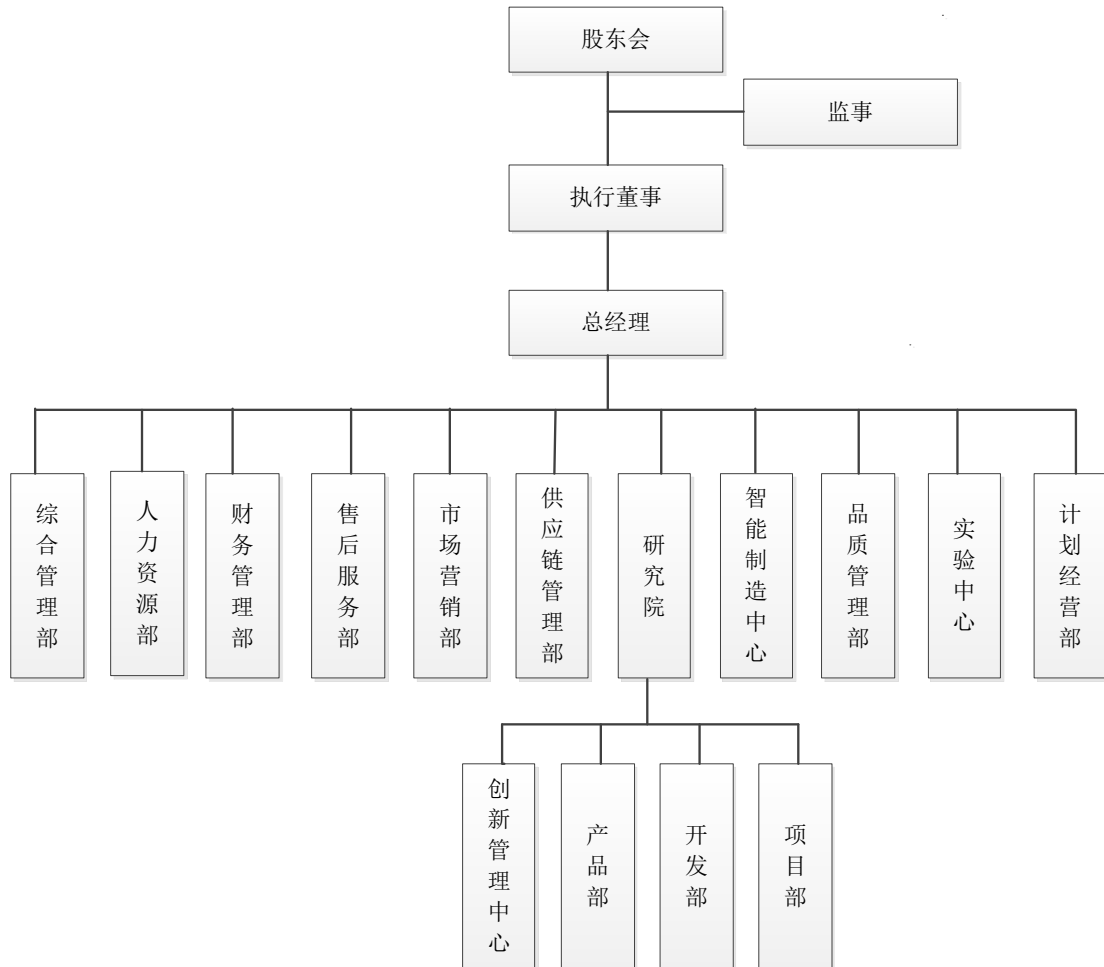 股东会
监事
执行董事
总经理
综合管理部
人力资源部
财务管理部
售后服务部
市场营销部
供应链管理部
研究院
智能制造中心
品质管理部
实验中心
计划经营部
创新管理中心
产品部
开发部
项目部